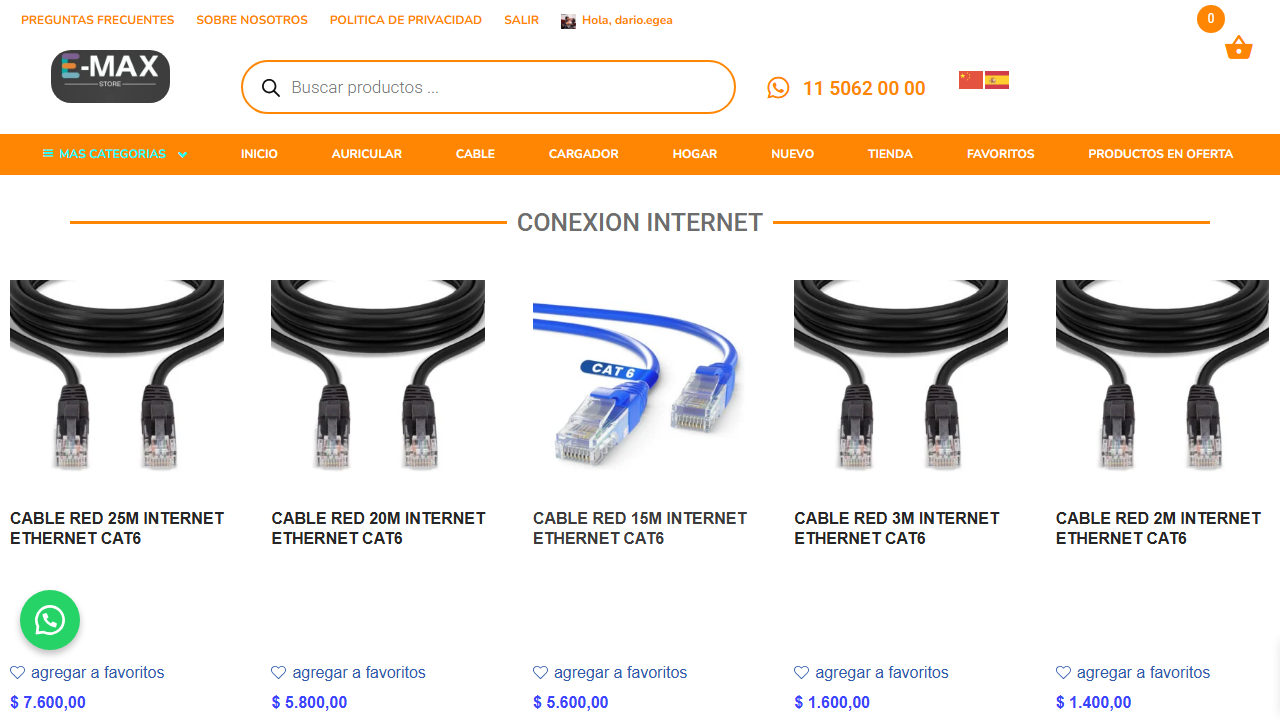 PREGUNTAS FRECUENTES SOBRE NOSOTROS POLITICA DE PRIVACIDAD SALIR Hola, dario.egea
0
E-MAX
STORE
Buscar productos ...
11 5062 00 00
MAS CATEGORIAS INICIO AURICULAR CABLE CARGADOR HOGAR NUEVO TIENDA FAVORITOS PRODUCTOS EN OFERTA
CONEXION INTERNET
CAT 6
CABLE RED 25M INTERNET
ETHERNET CAT6
CABLE RED 20M INTERNET
ETHERNET CAT6
CABLE RED 15M INTERNET
ETHERNET CAT6
CABLE RED 3M INTERNET
ETHERNET CAT6
CABLE RED 2M INTERNET
ETHERNET CAT6
agregar a favoritos agregar a favoritos agregar a favoritos agregar a favoritos agregar a favoritos
$ 7.600,00 $ 5.800,00 $ 5.600,00 $ 1.600,00 $ 1.400,00